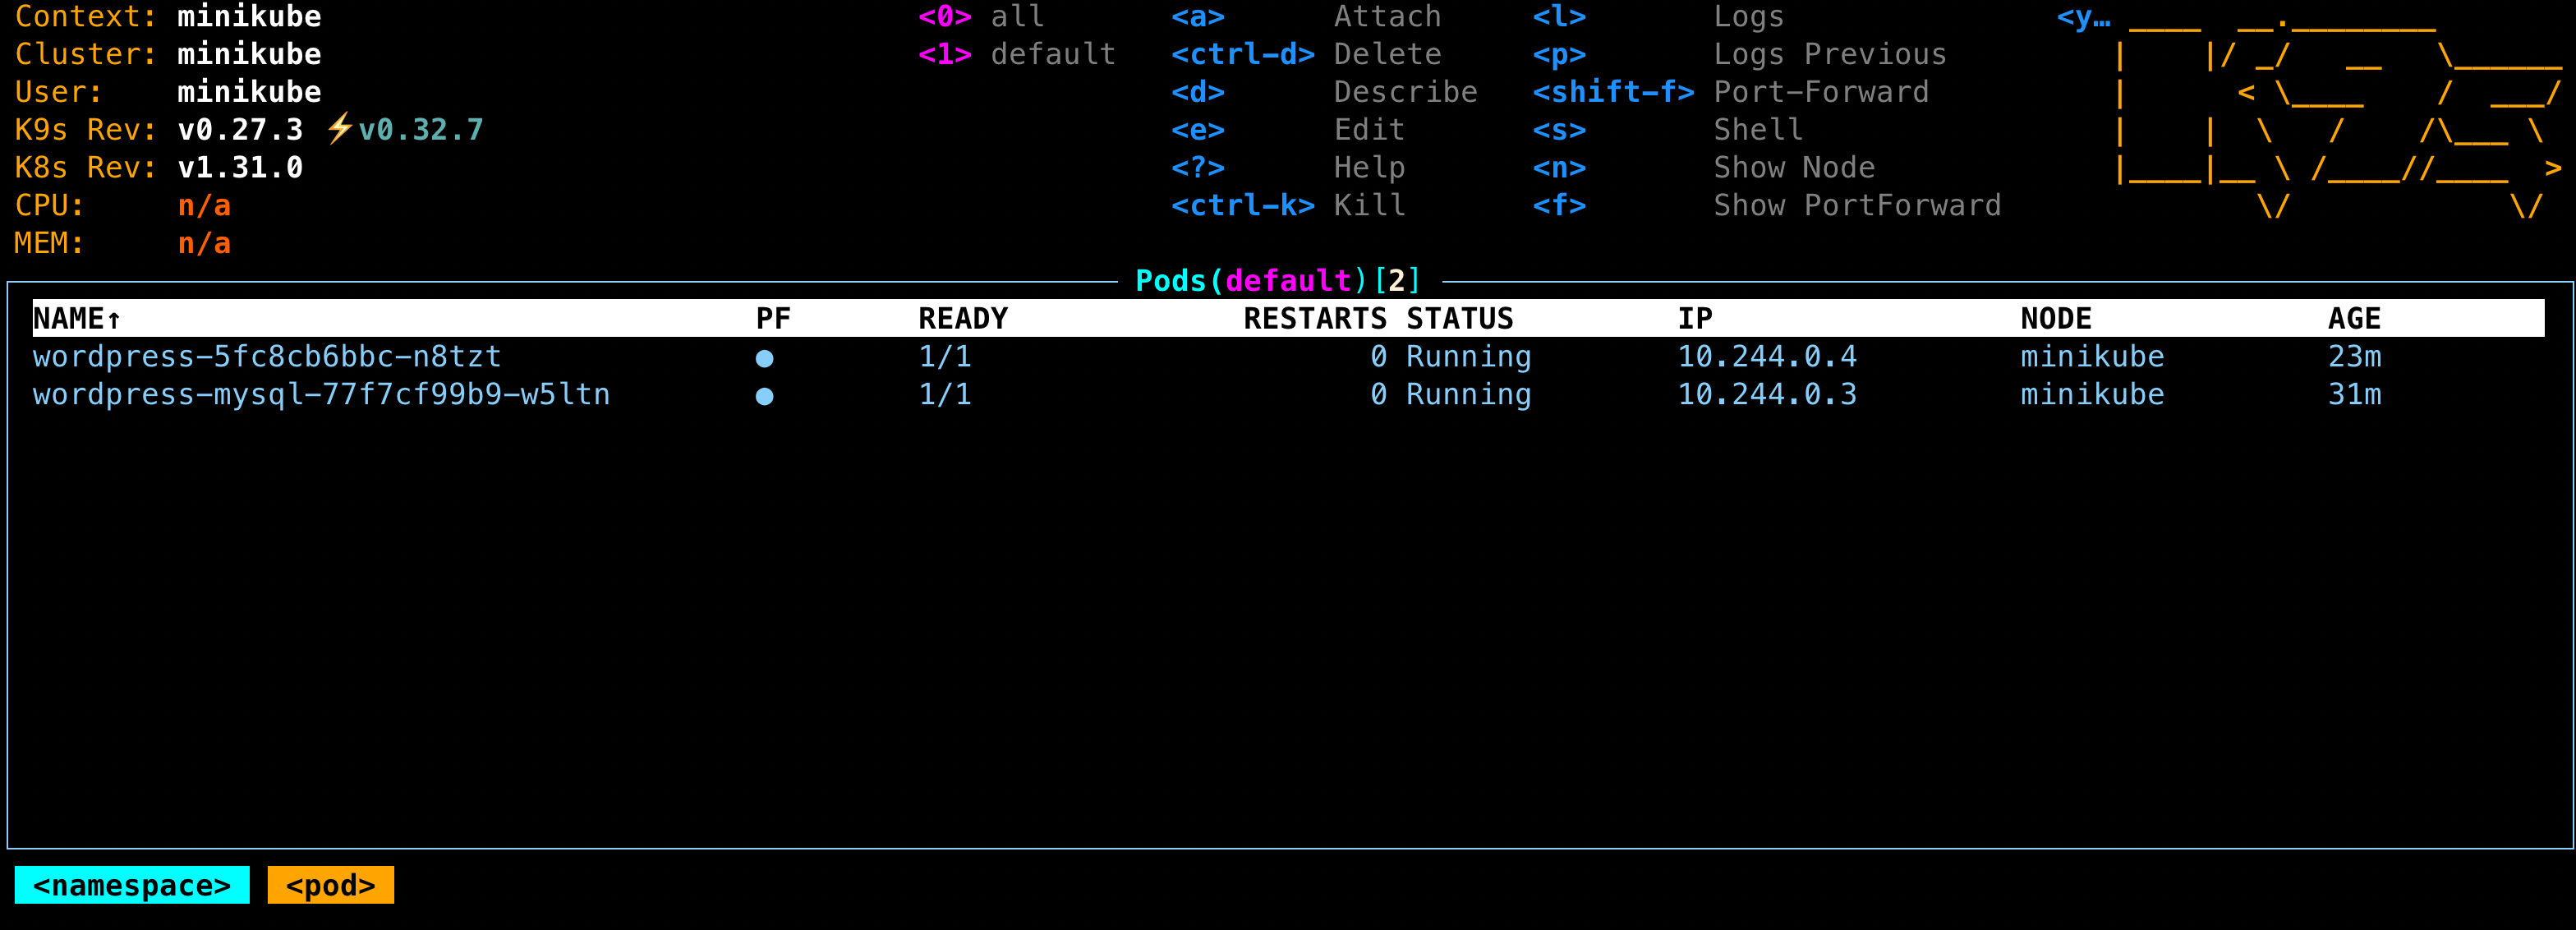 Context: minikube <0> all <a> Attach <l> Logs <y…
Cluster: minikube <1> default <ctrl-d> Delete <p> Logs Previous
User: minikube <d> Describe <shift-f> Port-Forward
K9s Rev: v0.27.3 ⚡v0.32.7 <e> Edit <s> Shell
K8s Rev: v1.31.0 <?> Help <n> Show Node
CPU: n/a <ctrl-k> Kill <f> Show PortForward
MEM: n/a
Pods(default)[2]
NAME↑ PF READY RESTARTS STATUS IP NODE AGE
wordpress-5fc8cb6bbc-n8tzt ● 1/1 0 Running 10.244.0.4 minikube 23m
wordpress-mysql-77f7cf99b9-w5ltn ● 1/1 0 Running 10.244.0.3 minikube 31m
<namespace> <pod>